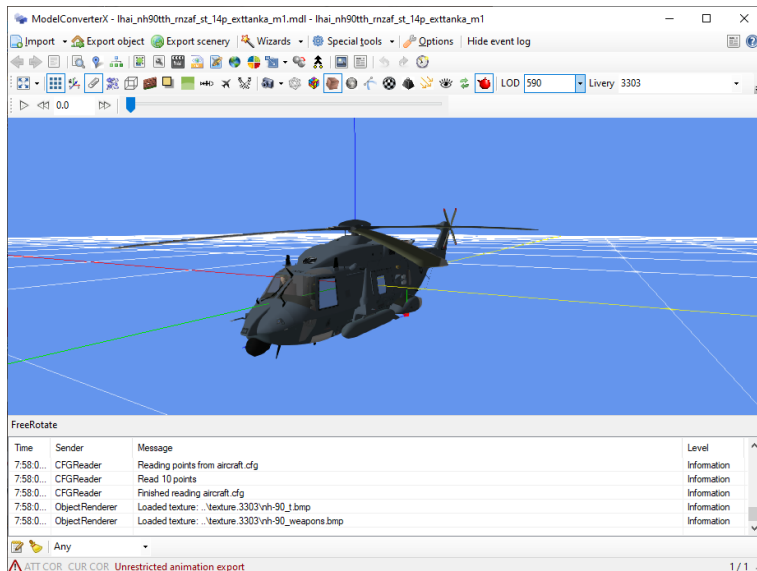 ModelConverterX - lhai_nh90tth_rnzaf_st_14p_exttanka_m1.mdl - lhai_nh90tth_rnzaf_st_14p_exttanka_m1
Import Export object Export scenery Wizards Special tools Options Hide event log
LOD 590 Livery 3303
0.0
FreeRotate
Time Sender Message Level
7:58:0... CFGReader Reading points from aircraft.cfg Information
7:58:0... CFGReader Read 10 points Information
7:58:0... CFGReader Finished reading aircraft.cfg Information
7:58:0... ObjectRenderer Loaded texture: ..\texture.3303\nh-90_t.bmp Information
7:58:0... ObjectRenderer Loaded texture: ..\texture.3303\nh-90_weapons.bmp Information
Any
ATT COR CUR COR Unrestricted animation export 1 / 1